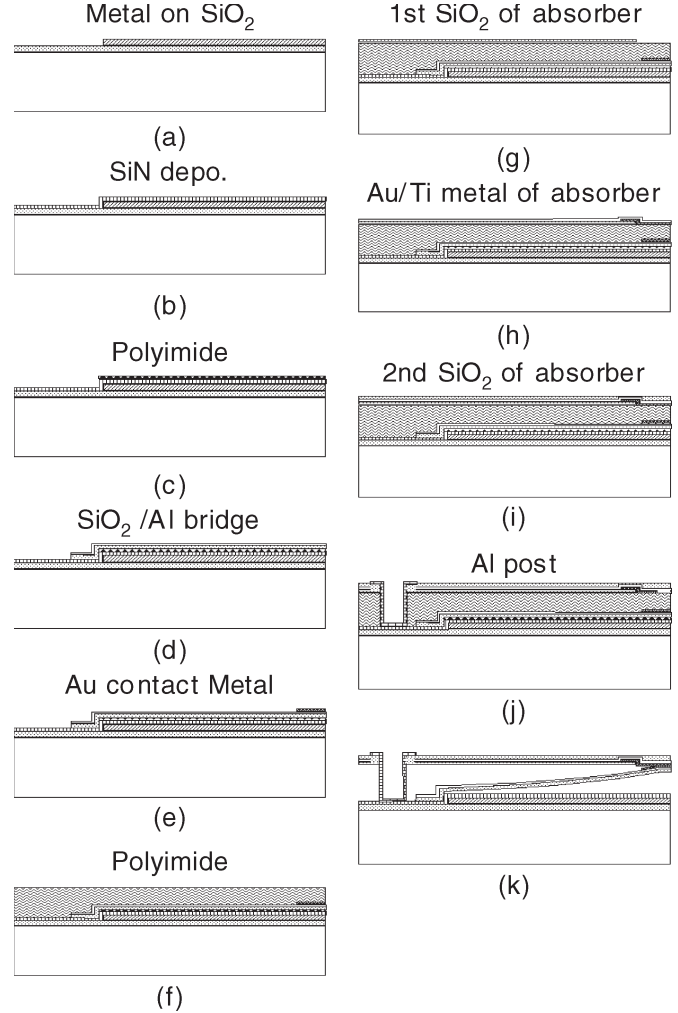 Metal on SiO₂
(a)
SiN depo.
(b)
Polyimide
(c)
SiO₂ /Al bridge
(d)
Au contact Metal
(e)
Polyimide
(f)
1st SiO₂ of absorber
(g)
Au/Ti metal of absorber
(h)
2nd SiO₂ of absorber
(i)
Al post
(j)
(k)